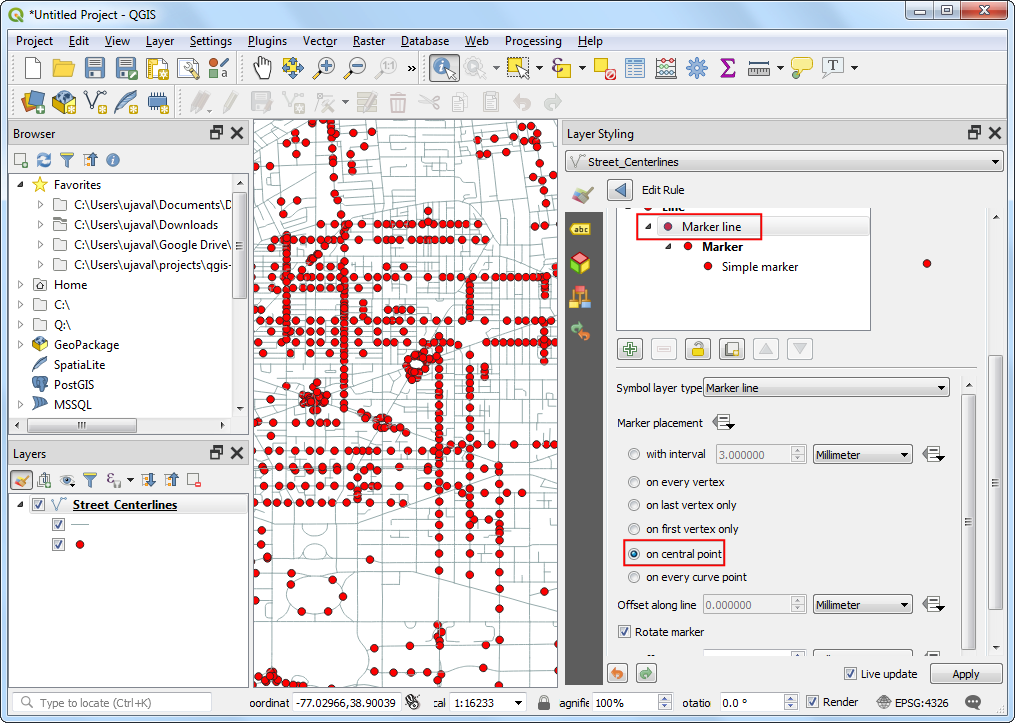 *Untitled Project - QGIS
Project Edit View Layer Settings Plugins Vector Raster Database Web Processing Help
Browser
Favorites
C:\Users\ujaval\Documents\D
C:\Users\ujaval\Downloads
C:\Users\ujaval\Google Drive\
C:\Users\ujaval\projects\qgis-
Home
C:\
Q:\
GeoPackage
SpatiaLite
PostGIS
MSSQL
Layers
Street_Centerlines
Layer Styling
Street_Centerlines
Edit Rule
abc
Line
Marker line
Marker
Simple marker
Symbol layer type Marker line
Marker placement
with interval 3.000000 Millimeter
on every vertex
on last vertex only
on first vertex only
on central point
on every curve point
Offset along line 0.000000 Millimeter
Rotate marker
Live update Apply
Type to locate (Ctrl+K) oordinat -77.02966,38.90039 cal 1:16233 agnifie 100% otatio 0.0 ° Render EPSG:4326